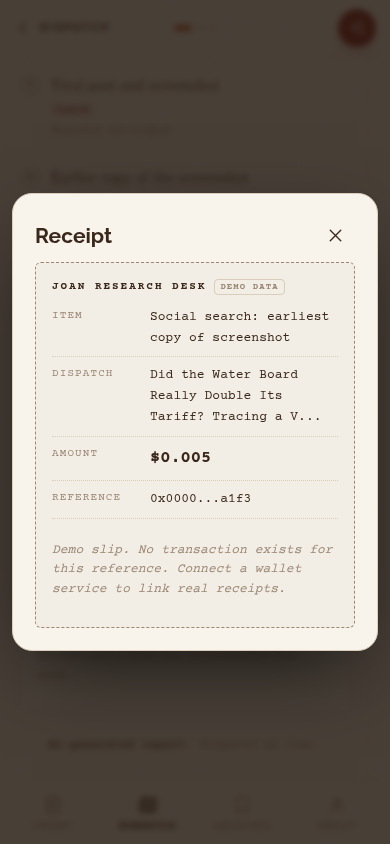 Receipt
JOAN RESEARCH DESK DEMO DATA
ITEM Social search: earliest
copy of screenshot
DISPATCH Did the Water Board
Really Double Its
Tariff? Tracing a V...
AMOUNT $0.005
REFERENCE 0x0000...a1f3
Demo slip. No transaction exists for
this reference. Connect a wallet
service to link real receipts.